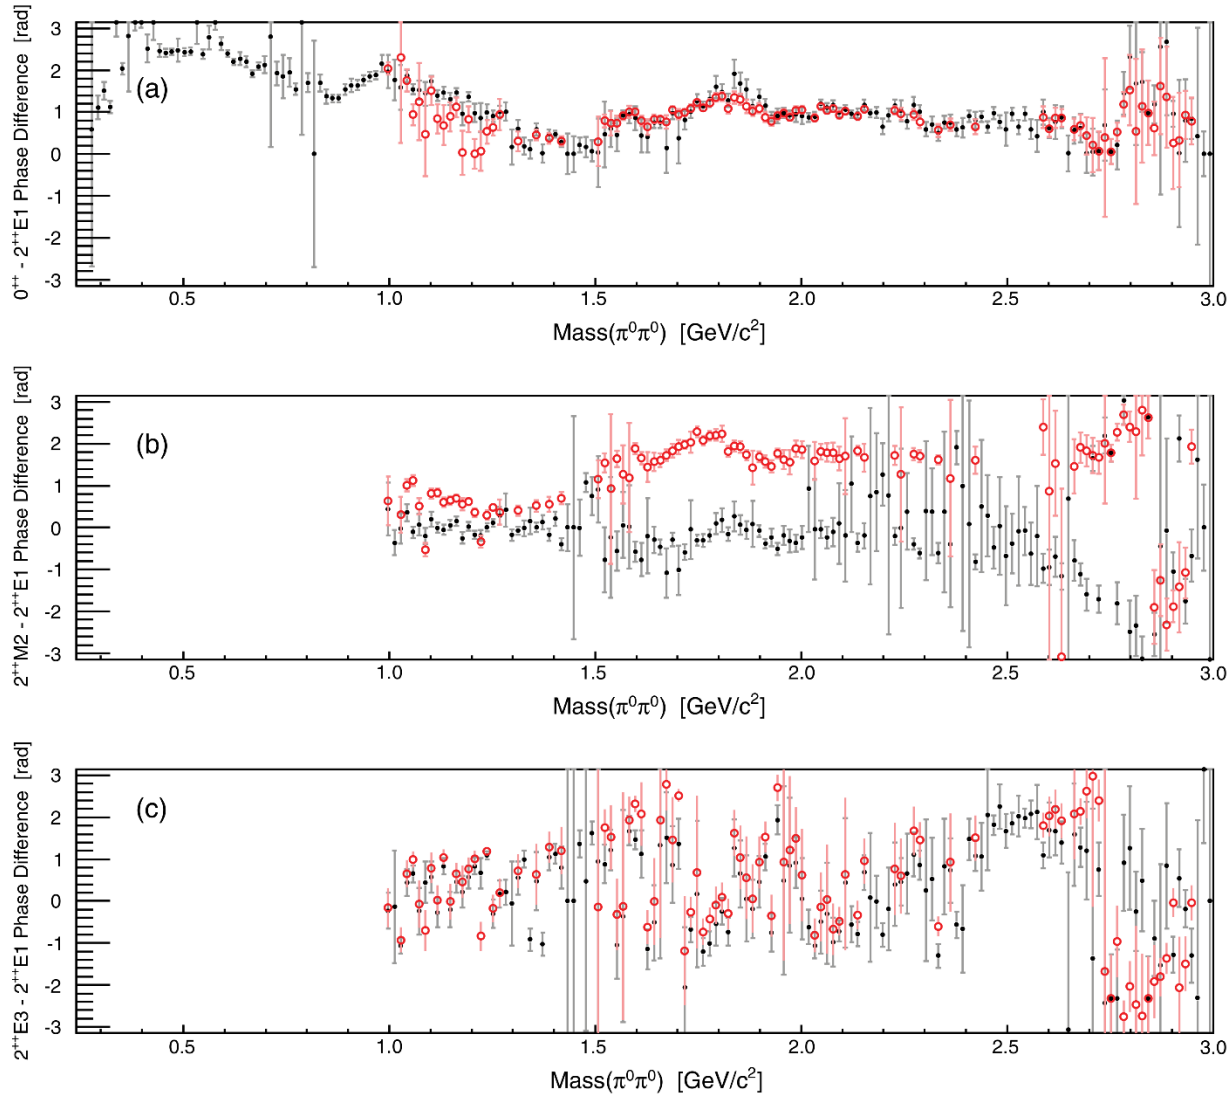 0⁺⁺ - 2⁺⁺E1 Phase Difference [rad]
3
2
1
0
-1
-2
-3
(a)
0.5 1.0 1.5 2.0 2.5 3.0
Mass(π⁰π⁰) [GeV/c²]
2⁺⁺M2 - 2⁺⁺E1 Phase Difference [rad]
3
2
1
0
-1
-2
-3
(b)
0.5 1.0 1.5 2.0 2.5 3.0
Mass(π⁰π⁰) [GeV/c²]
2⁺⁺E3 - 2⁺⁺E1 Phase Difference [rad]
3
2
1
0
-1
-2
-3
(c)
0.5 1.0 1.5 2.0 2.5 3.0
Mass(π⁰π⁰) [GeV/c²]